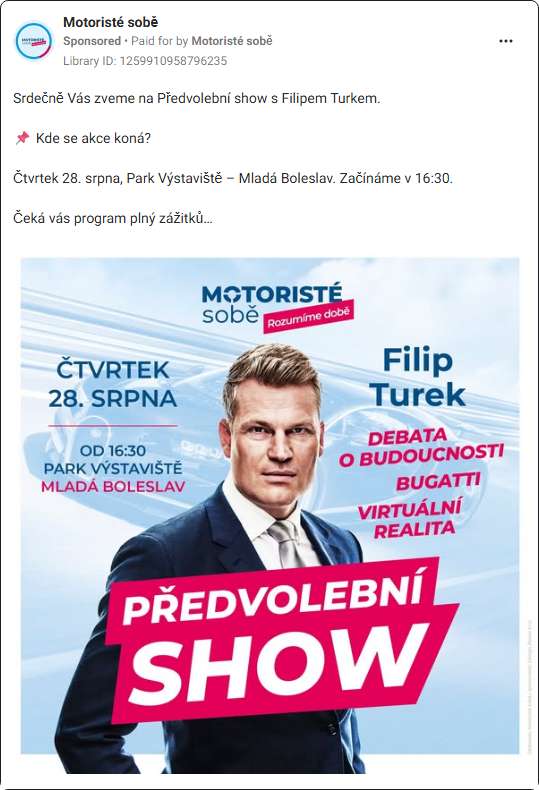 Motoristé sobě
Sponsored • Paid for by Motoristé sobě
Library ID: 1259910958796235
Srdečně Vás zveme na Předvolební show s Filipem Turkem.
📌 Kde se akce koná?
Čtvrtek 28. srpna, Park Výstaviště – Mladá Boleslav. Začínáme v 16:30.
Čeká vás program plný zážitků...
MOTORISTÉ
sobě
Rozumíme době
ČTVRTEK
28. SRPNA
OD 16:30
PARK VÝSTAVIŠTĚ
MLADÁ BOLESLAV
Filip
Turek
DEBATA
O BUDOUCNOSTI
BUGATTI
VIRTUÁLNÍ
REALITA
PŘEDVOLEBNÍ
SHOW